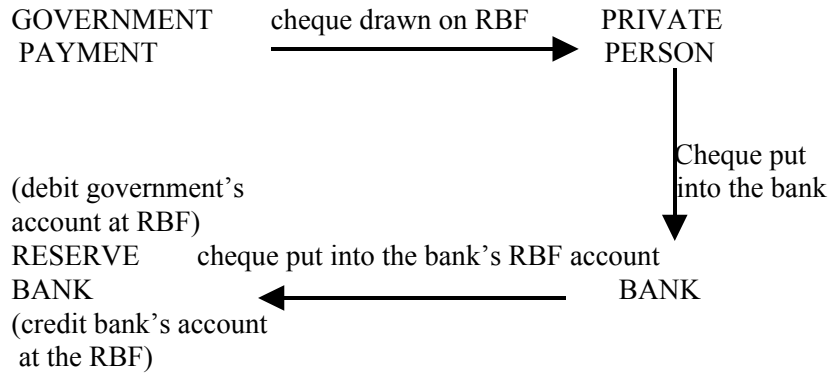 GOVERNMENT cheque drawn on RBF PRIVATE
PAYMENT PERSON
Cheque put
into the bank
(debit government’s
account at RBF)
RESERVE cheque put into the bank’s RBF account
BANK BANK
(credit bank’s account
at the RBF)